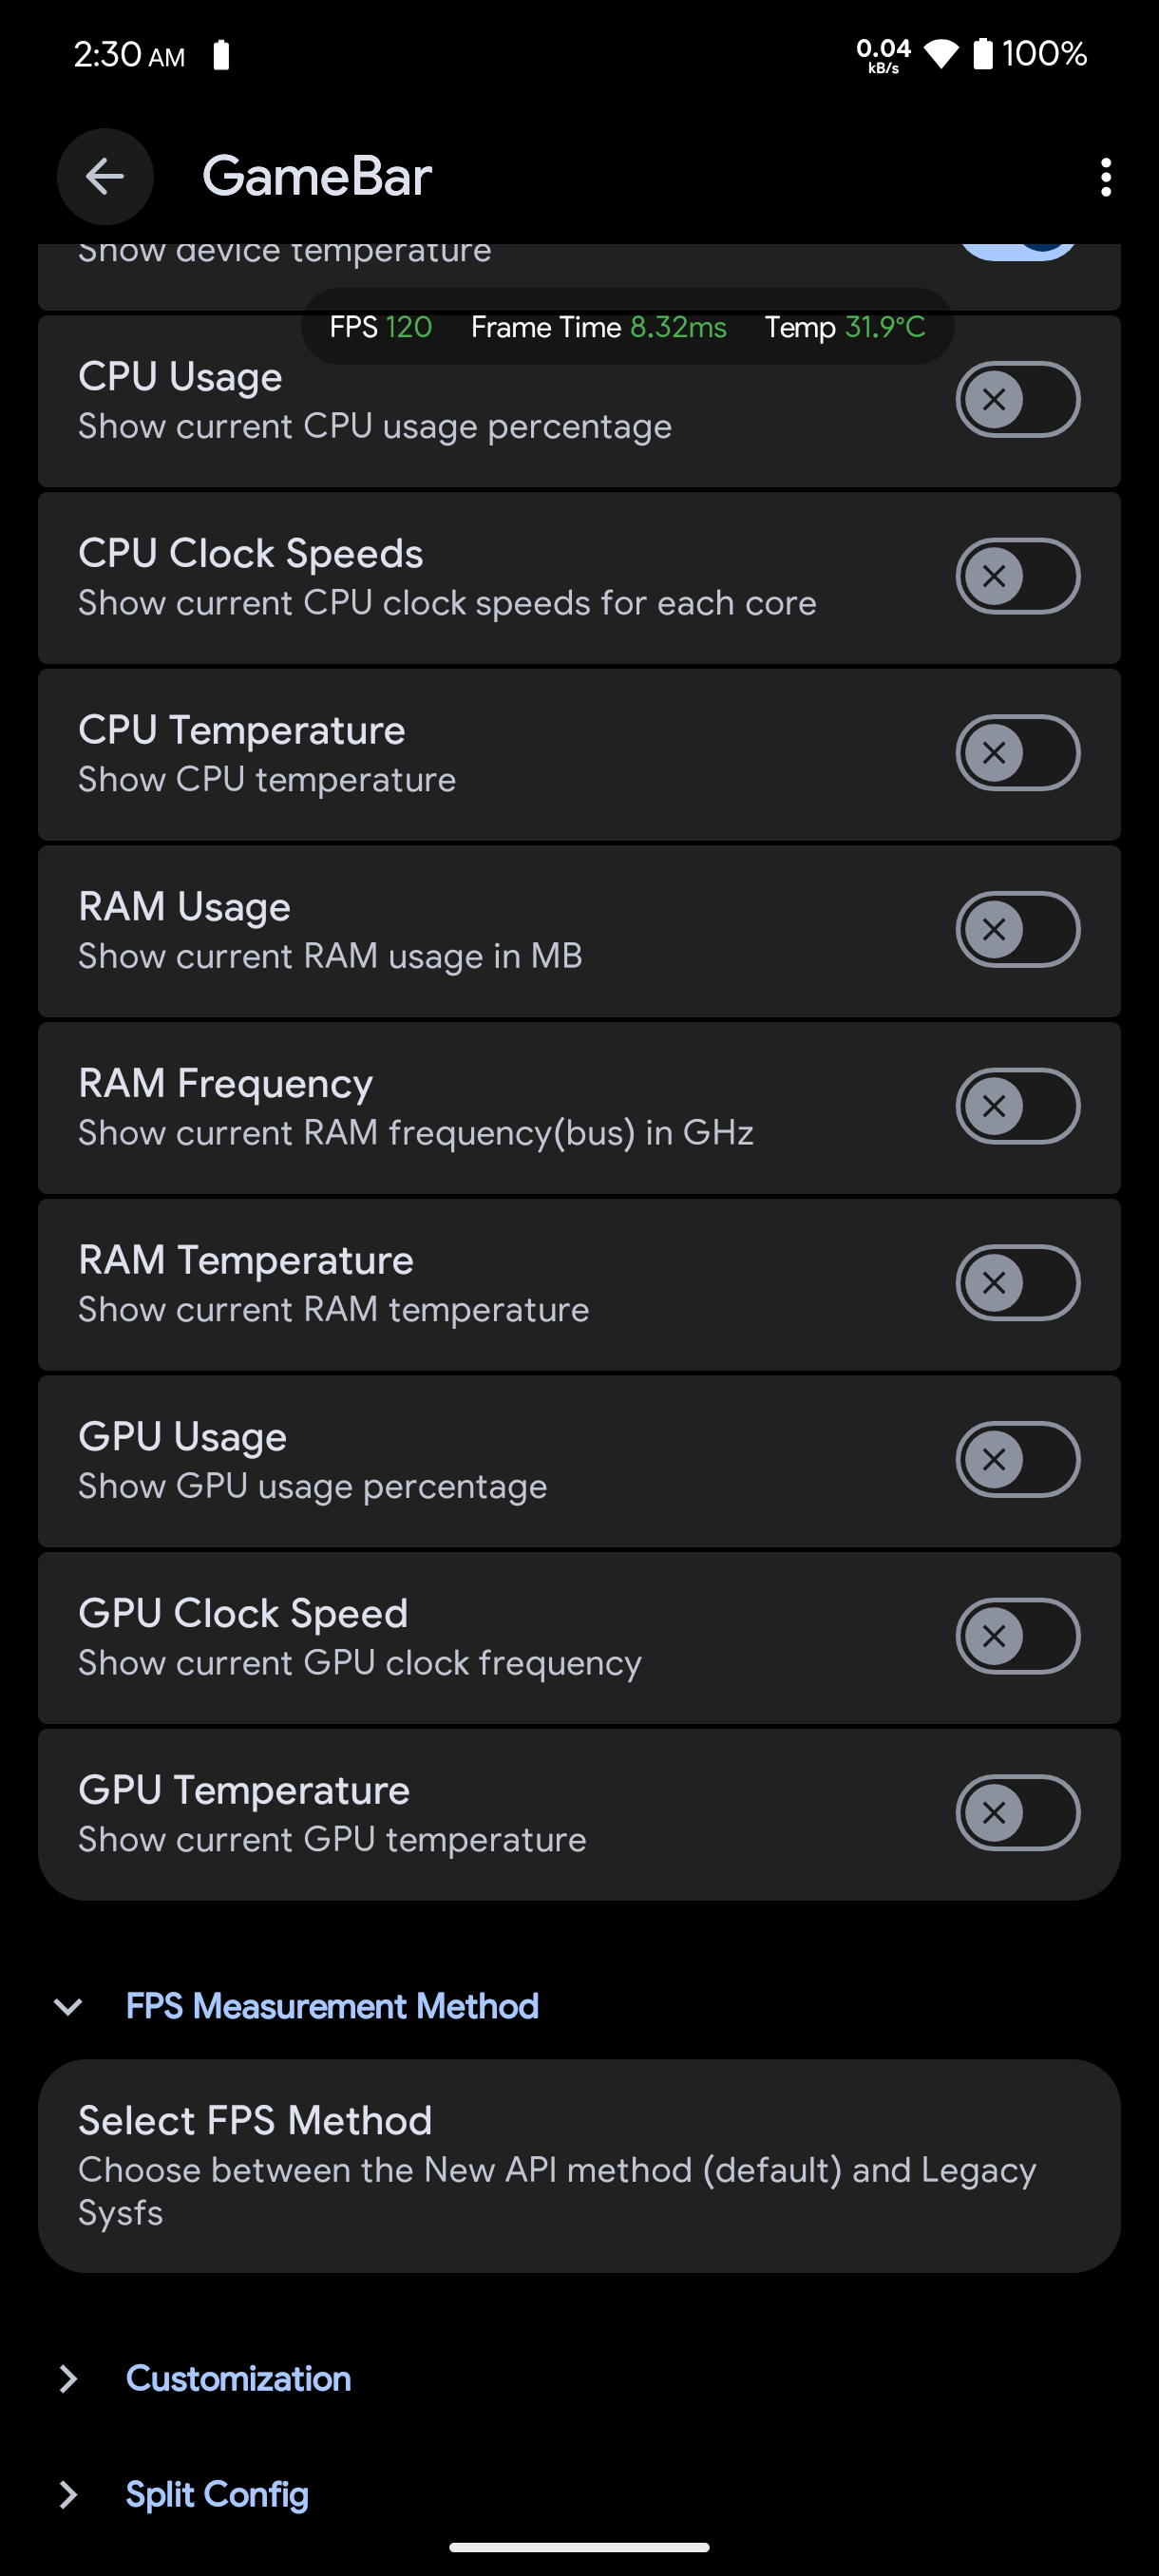 2:30 AM
0.04
kB/s
100%
GameBar
Show device temperature
FPS 120 Frame Time 8.32ms Temp 31.9°C
CPU Usage
Show current CPU usage percentage
CPU Clock Speeds
Show current CPU clock speeds for each core
CPU Temperature
Show CPU temperature
RAM Usage
Show current RAM usage in MB
RAM Frequency
Show current RAM frequency(bus) in GHz
RAM Temperature
Show current RAM temperature
GPU Usage
Show GPU usage percentage
GPU Clock Speed
Show current GPU clock frequency
GPU Temperature
Show current GPU temperature
FPS Measurement Method
Select FPS Method
Choose between the New API method (default) and Legacy
Sysfs
Customization
Split Config